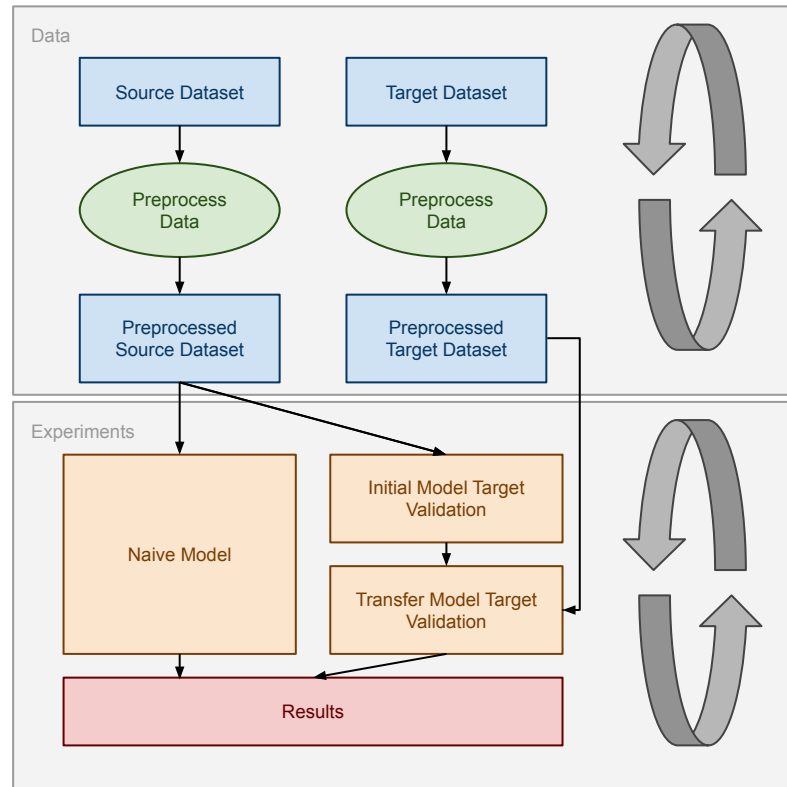 Data
Source Dataset
Target Dataset
Preprocess
Data
Preprocess
Data
Preprocessed
Source Dataset
Preprocessed
Target Dataset
Experiments
Naive Model
Initial Model Target
Validation
Transfer Model Target
Validation
Results